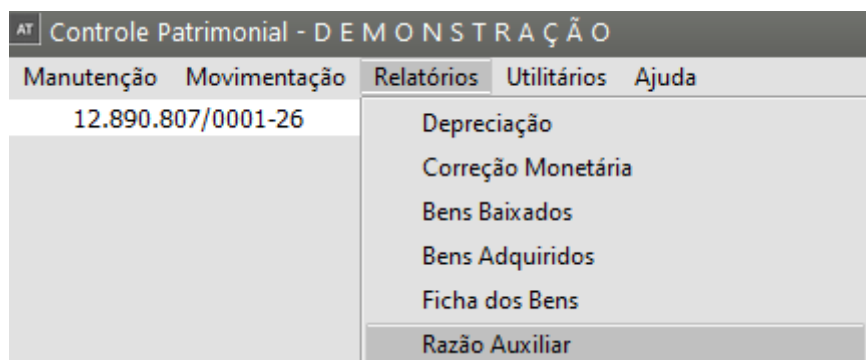 AT Controle Patrimonial - D E M O N S T R A Ç Ã O
Manutenção Movimentação Relatórios Utilitários Ajuda
12.890.807/0001-26
Depreciação
Correção Monetária
Bens Baixados
Bens Adquiridos
Ficha dos Bens
Razão Auxiliar